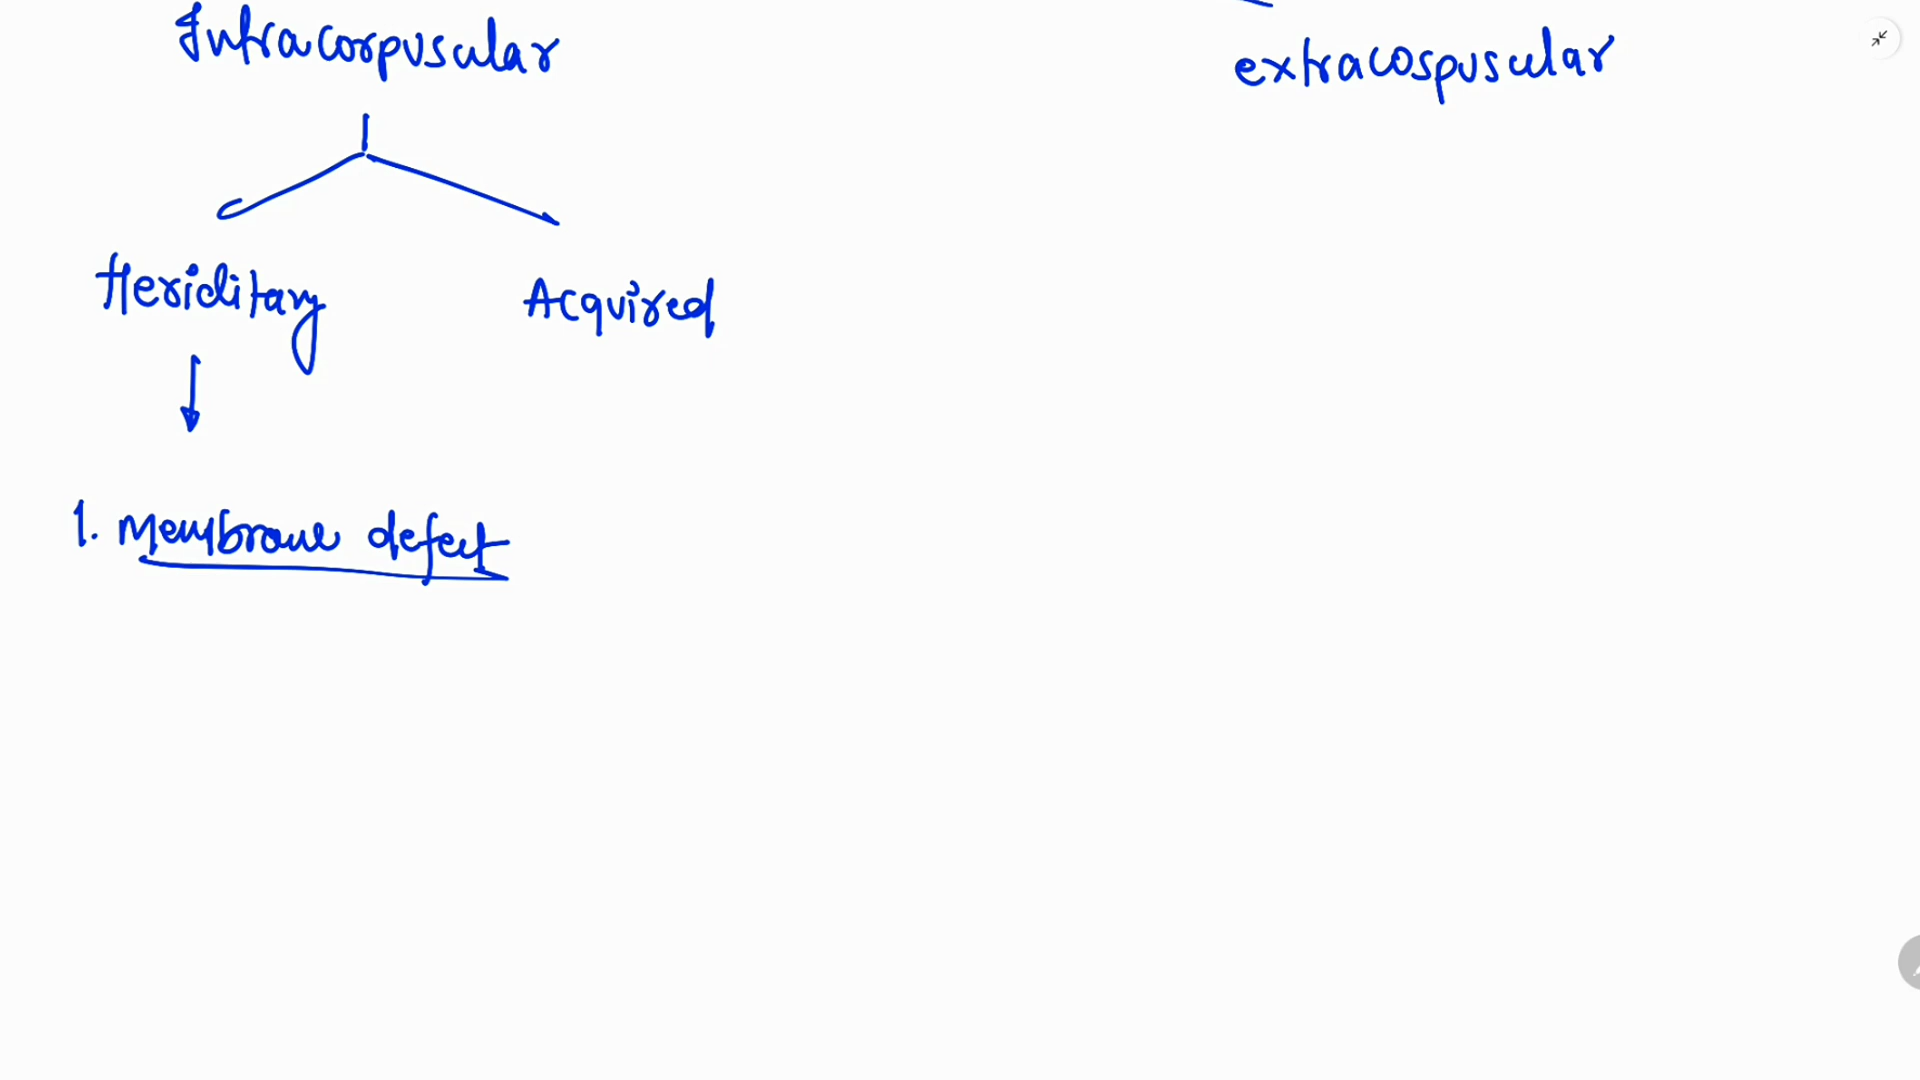 Intracorpuscular
extracospuscular
Heriditary
Acquired
1. Membrane defect